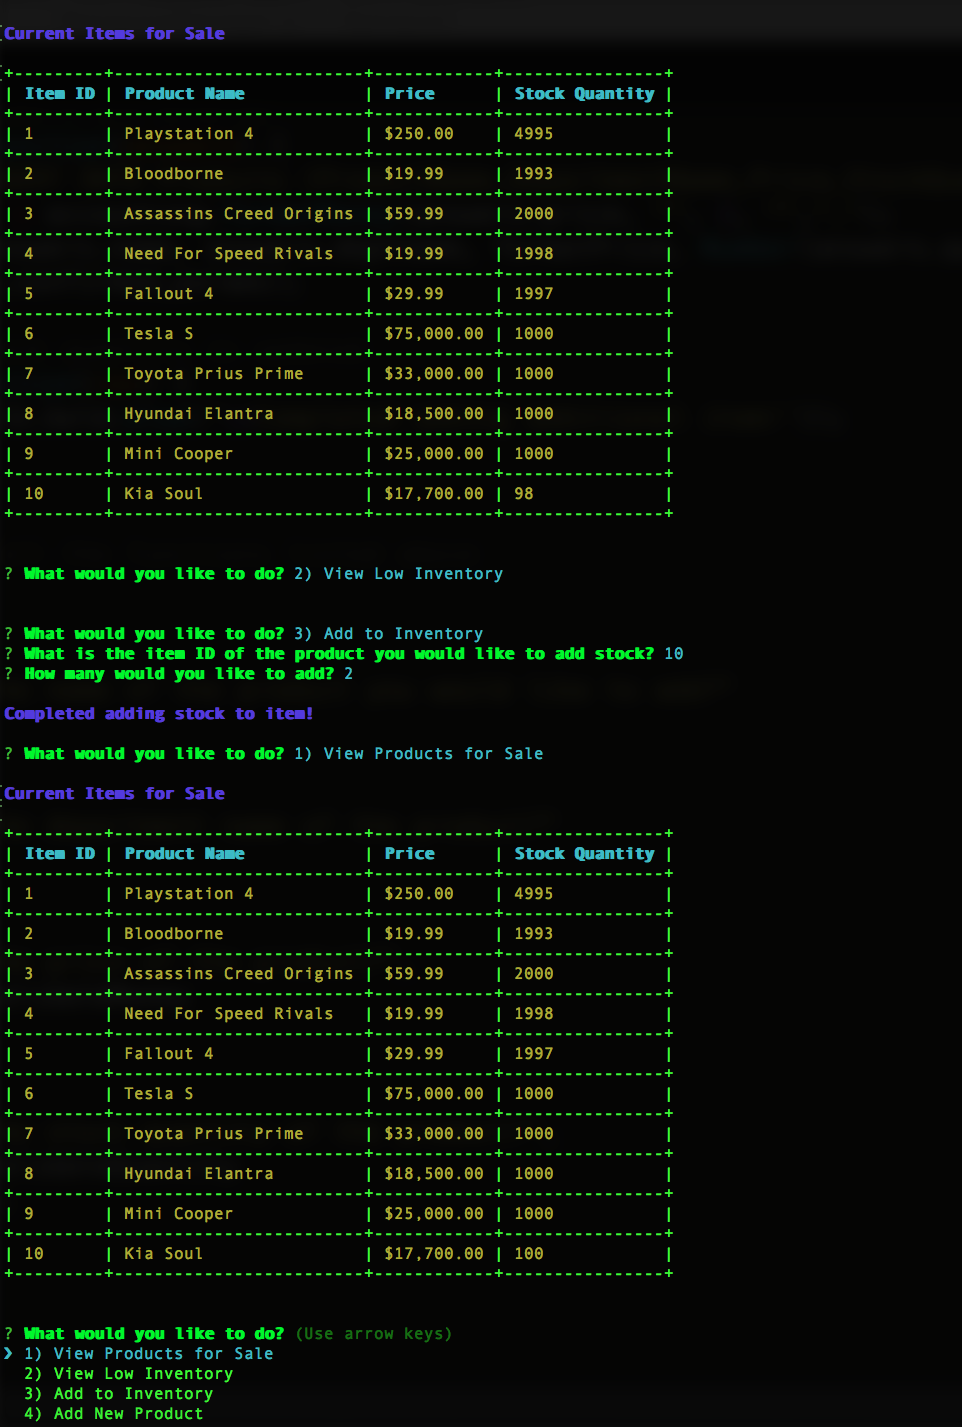 Current Items for Sale
+---------+-------------------------+------------+----------------+
| Item ID | Product Name            | Price      | Stock Quantity |
+---------+-------------------------+------------+----------------+
| 1       | Playstation 4           | $250.00    | 4995           |
+---------+-------------------------+------------+----------------+
| 2       | Bloodborne              | $19.99     | 1993           |
+---------+-------------------------+------------+----------------+
| 3       | Assassins Creed Origins | $59.99     | 2000           |
+---------+-------------------------+------------+----------------+
| 4       | Need For Speed Rivals   | $19.99     | 1998           |
+---------+-------------------------+------------+----------------+
| 5       | Fallout 4               | $29.99     | 1997           |
+---------+-------------------------+------------+----------------+
| 6       | Tesla S                 | $75,000.00 | 1000           |
+---------+-------------------------+------------+----------------+
| 7       | Toyota Prius Prime      | $33,000.00 | 1000           |
+---------+-------------------------+------------+----------------+
| 8       | Hyundai Elantra         | $18,500.00 | 1000           |
+---------+-------------------------+------------+----------------+
| 9       | Mini Cooper             | $25,000.00 | 1000           |
+---------+-------------------------+------------+----------------+
| 10      | Kia Soul                | $17,700.00 | 98             |
+---------+-------------------------+------------+----------------+
? What would you like to do? 2) View Low Inventory
? What would you like to do? 3) Add to Inventory
? What is the item ID of the product you would like to add stock? 10
? How many would you like to add? 2
Completed adding stock to item!
? What would you like to do? 1) View Products for Sale
Current Items for Sale
+---------+-------------------------+------------+----------------+
| Item ID | Product Name            | Price      | Stock Quantity |
+---------+-------------------------+------------+----------------+
| 1       | Playstation 4           | $250.00    | 4995           |
+---------+-------------------------+------------+----------------+
| 2       | Bloodborne              | $19.99     | 1993           |
+---------+-------------------------+------------+----------------+
| 3       | Assassins Creed Origins | $59.99     | 2000           |
+---------+-------------------------+------------+----------------+
| 4       | Need For Speed Rivals   | $19.99     | 1998           |
+---------+-------------------------+------------+----------------+
| 5       | Fallout 4               | $29.99     | 1997           |
+---------+-------------------------+------------+----------------+
| 6       | Tesla S                 | $75,000.00 | 1000           |
+---------+-------------------------+------------+----------------+
| 7       | Toyota Prius Prime      | $33,000.00 | 1000           |
+---------+-------------------------+------------+----------------+
| 8       | Hyundai Elantra         | $18,500.00 | 1000           |
+---------+-------------------------+------------+----------------+
| 9       | Mini Cooper             | $25,000.00 | 1000           |
+---------+-------------------------+------------+----------------+
| 10      | Kia Soul                | $17,700.00 | 100            |
+---------+-------------------------+------------+----------------+
? What would you like to do? (Use arrow keys)
❯ 1) View Products for Sale
2) View Low Inventory
3) Add to Inventory
4) Add New Product